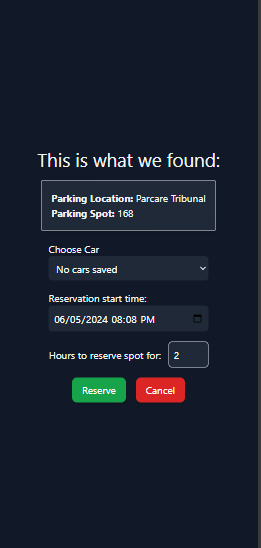 This is what we found:
Parking Location: Parcare Tribunal
Parking Spot: 168
Choose Car
No cars saved
Reservation start time:
06/05/2024 08:08 PM
Hours to reserve spot for: 2
Reserve Cancel